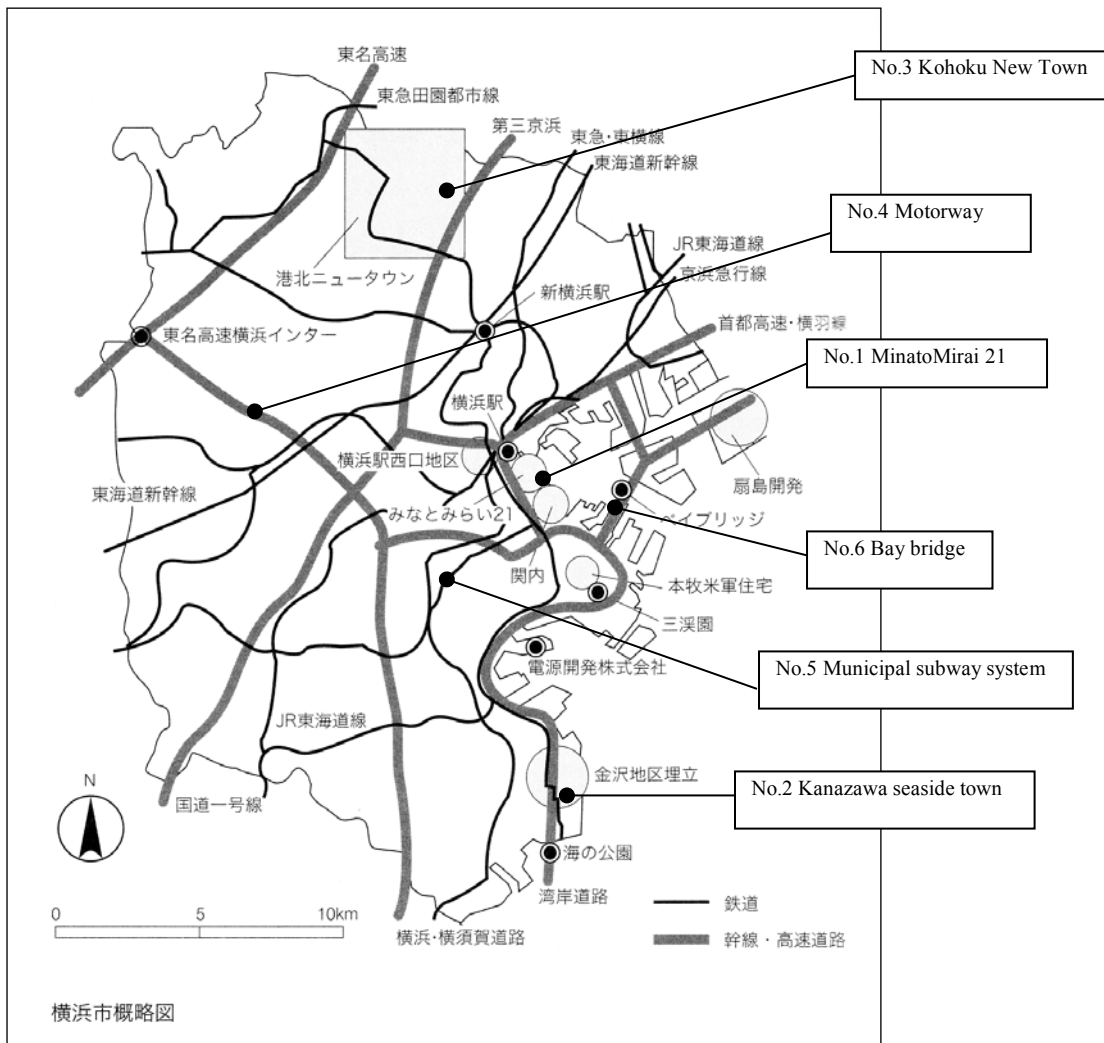 東名高速
No.3 Kohoku New Town
東急田園都市線
第三京浜
東急・東横線
東海道新幹線
No.4 Motorway
JR東海道線
京浜急行線
港北ニュータウン
新横浜駅
東名高速横浜インター
首都高速・横羽線
No.1 MinatoMirai 21
横浜駅
横浜駅西口地区
扇島開発
東海道新幹線
みなとみらい21
ベイブリッジ
No.6 Bay bridge
関内
本牧米軍住宅
三渓園
電源開発株式会社
No.5 Municipal subway system
JR東海道線
金沢地区埋立
No.2 Kanazawa seaside town
国道一号線
N
海の公園
湾岸道路
鉄道
0 5 10km
横浜・横須賀道路
幹線・高速道路
横浜市概略図